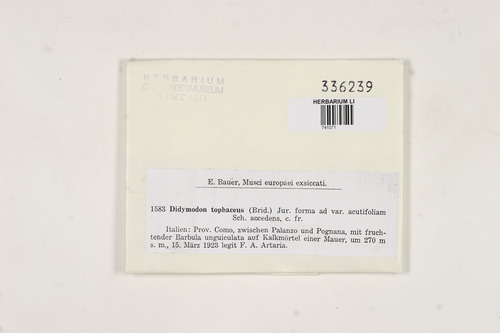 HERBARIUM
LANDESMUSEUM
LINZ (LI)
336239
HERBARIUM LI
741071
E. Bauer, Musci europaei exsiccati.
1583 Didymodon tophaceus (Brid.) Jur. forma ad var. acutifoliam
Sch. accedens, c. fr.
Italien: Prov. Como, zwischen Palanzo und Pognana, mit fruch-
tender Barbula unguiculata auf Kalkmörtel einer Mauer, um 270 m
s. m., 15. März 1923 legit F. A. Artaria.